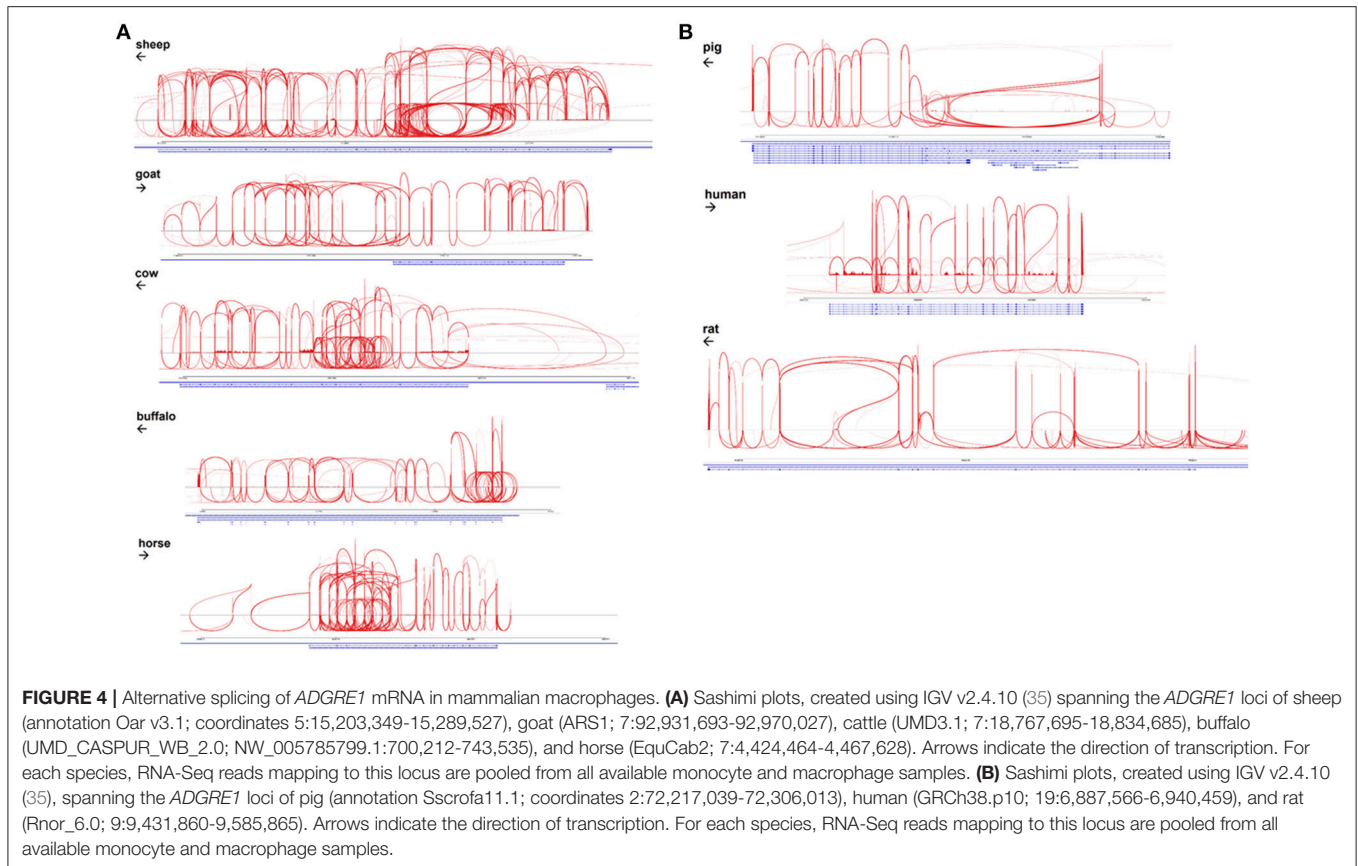 A
B
sheep
←
goat
→
cow
←
buffalo
←
horse
→
pig
←
human
→
rat
←
FIGURE 4 | Alternative splicing of ADGRE1 mRNA in mammalian macrophages. (A) Sashimi plots, created using IGV v2.4.10 (35) spanning the ADGRE1 loci of sheep
(annotation Oar v3.1; coordinates 5:15,203,349-15,289,527), goat (ARS1; 7:92,931,693-92,970,027), cattle (UMD3.1; 7:18,767,695-18,834,685), buffalo
(UMD_CASPUR_WB_2.0; NW_005785799.1:700,212-743,535), and horse (EquCab2; 7:4,424,464-4,467,628). Arrows indicate the direction of transcription. For
each species, RNA-Seq reads mapping to this locus are pooled from all available monocyte and macrophage samples. (B) Sashimi plots, created using IGV v2.4.10
(35), spanning the ADGRE1 loci of pig (annotation Sscrofa11.1; coordinates 2:72,217,039-72,306,013), human (GRCh38.p10; 19:6,887,566-6,940,459), and rat
(Rnor_6.0; 9:9,431,860-9,585,865). Arrows indicate the direction of transcription. For each species, RNA-Seq reads mapping to this locus are pooled from all
available monocyte and macrophage samples.